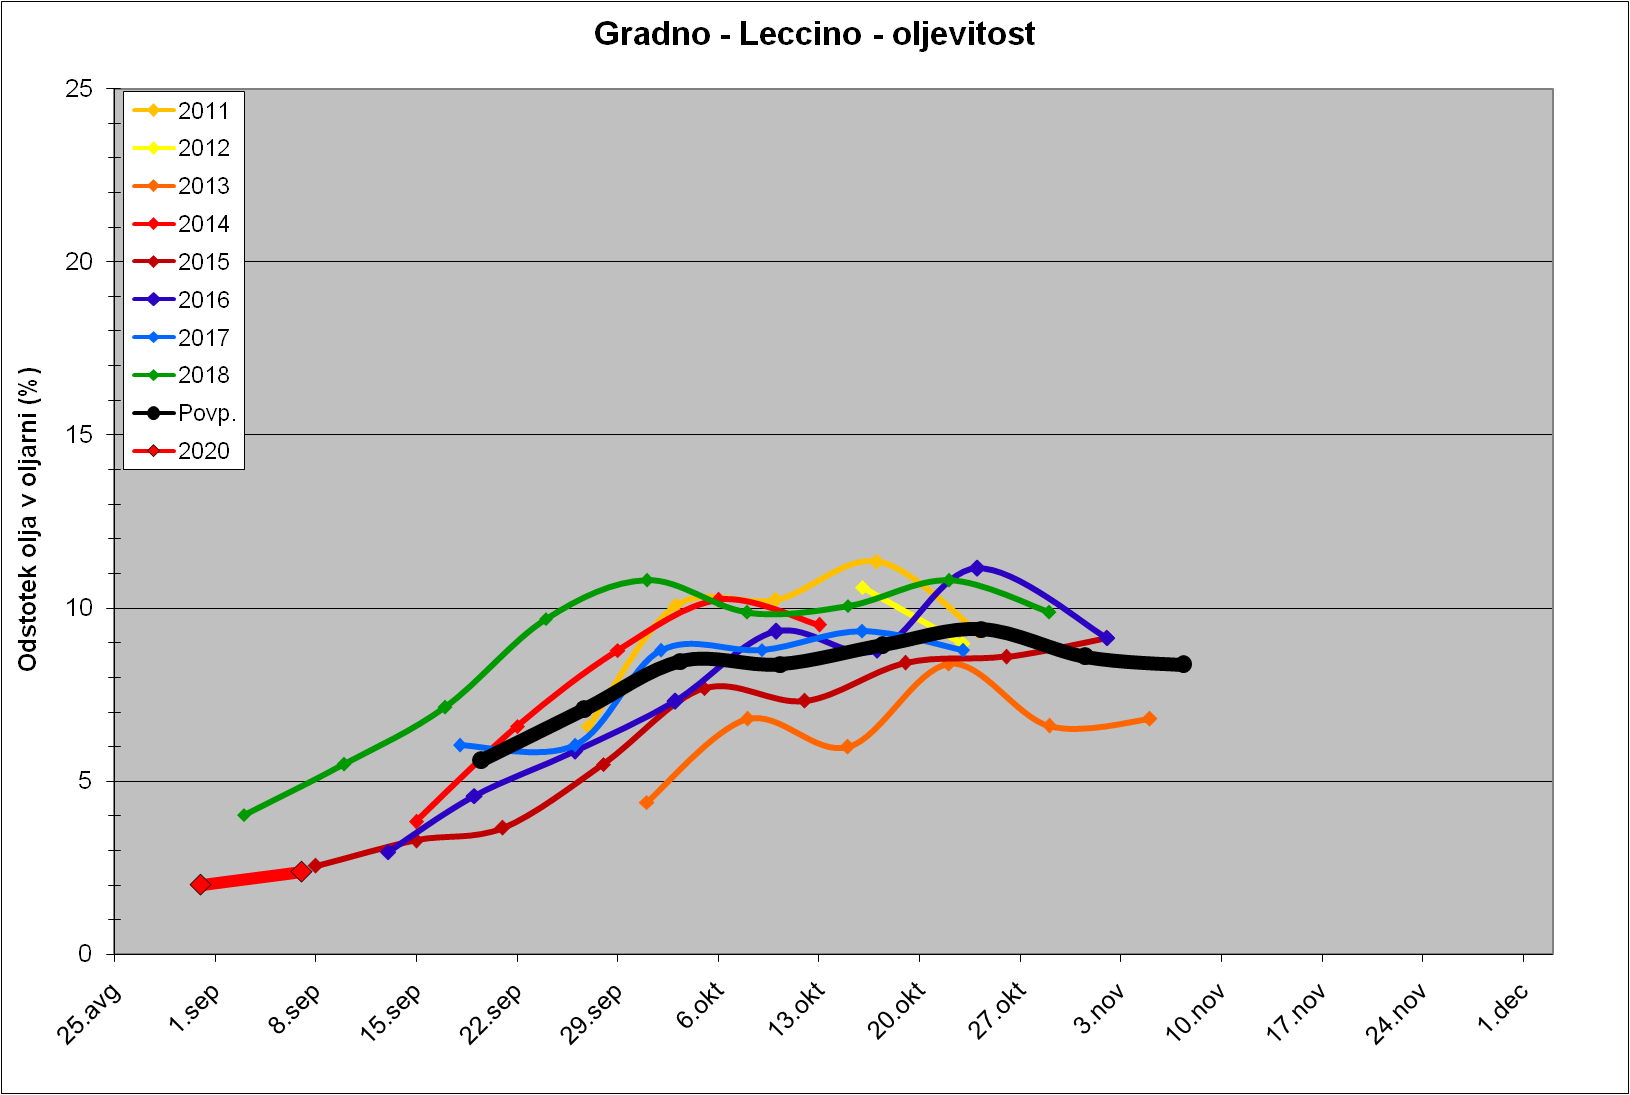 Gradno - Leccino - oljevitost
Odstotek olja v oljarni (%)
25
20
15
10
5
0
2011
2012
2013
2014
2015
2016
2017
2018
Povp.
2020
25.avg
1.sep
8.sep
15.sep
22.sep
29.sep
6.okt
13.okt
20.okt
27.okt
3.nov
10.nov
17.nov
24.nov
1.dec